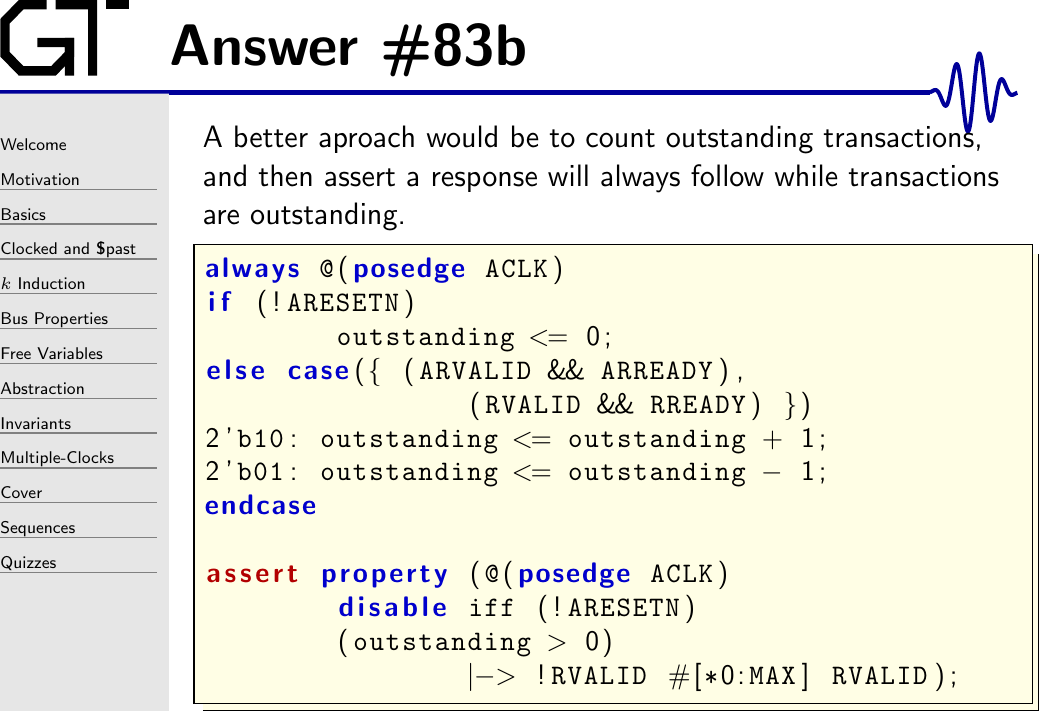 GT
Answer #83b
Welcome
Motivation
Basics
Clocked and $past
k Induction
Bus Properties
Free Variables
Abstraction
Invariants
Multiple-Clocks
Cover
Sequences
Quizzes
A better aproach would be to count outstanding transactions,
and then assert a response will always follow while transactions
are outstanding.
always @(posedge ACLK)
if (!ARESETN)
outstanding <= 0;
else case({ (ARVALID && ARREADY),
(RVALID && RREADY) })
2'b10: outstanding <= outstanding + 1;
2'b01: outstanding <= outstanding − 1;
endcase
assert property (@(posedge ACLK)
disable iff (!ARESETN)
(outstanding > 0)
|−> !RVALID #[*0:MAX] RVALID);